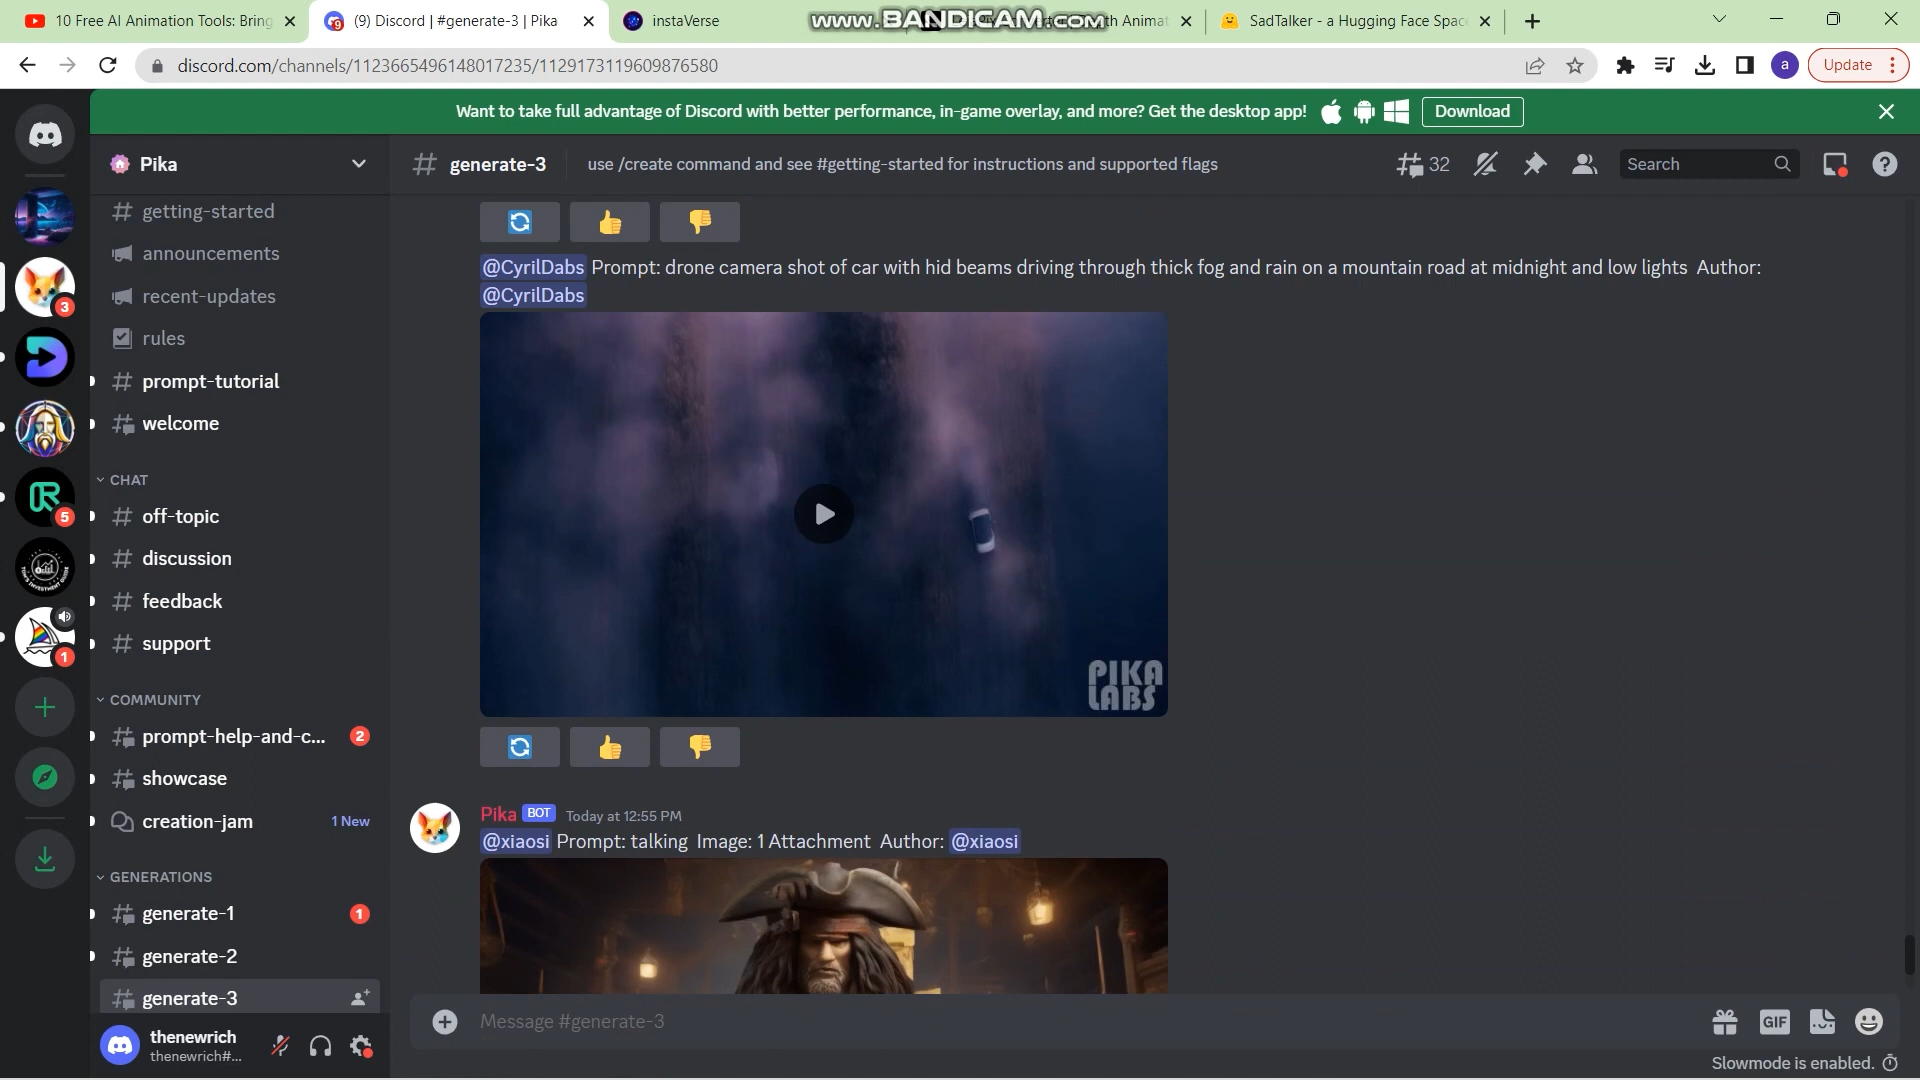 10 Free AI Animation Tools: Bring
(9) Discord | #generate-3 | Pika
instaVerse
www.BANDICAM.com
Animat
SadTalker - a Hugging Face Spac
discord.com/channels/1123665496148017235/1129173119609876580
a
Update
Want to take full advantage of Discord with better performance, in-game overlay, and more? Get the desktop app!
Download
Pika
generate-3
use /create command and see #getting-started for instructions and supported flags
32
Search
getting-started
announcements
recent-updates
rules
prompt-tutorial
welcome
CHAT
off-topic
discussion
feedback
support
COMMUNITY
prompt-help-and-c...
2
showcase
creation-jam
1 New
GENERATIONS
generate-1
1
generate-2
generate-3
thenewrich
thenewrich#...
3
5
1
@CyrilDabs Prompt: drone camera shot of car with hid beams driving through thick fog and rain on a mountain road at midnight and low lights Author:
@CyrilDabs
PIKA
LABS
Pika BOT Today at 12:55 PM
@xiaosi Prompt: talking Image: 1 Attachment Author: @xiaosi
Message #generate-3
GIF
Slowmode is enabled.